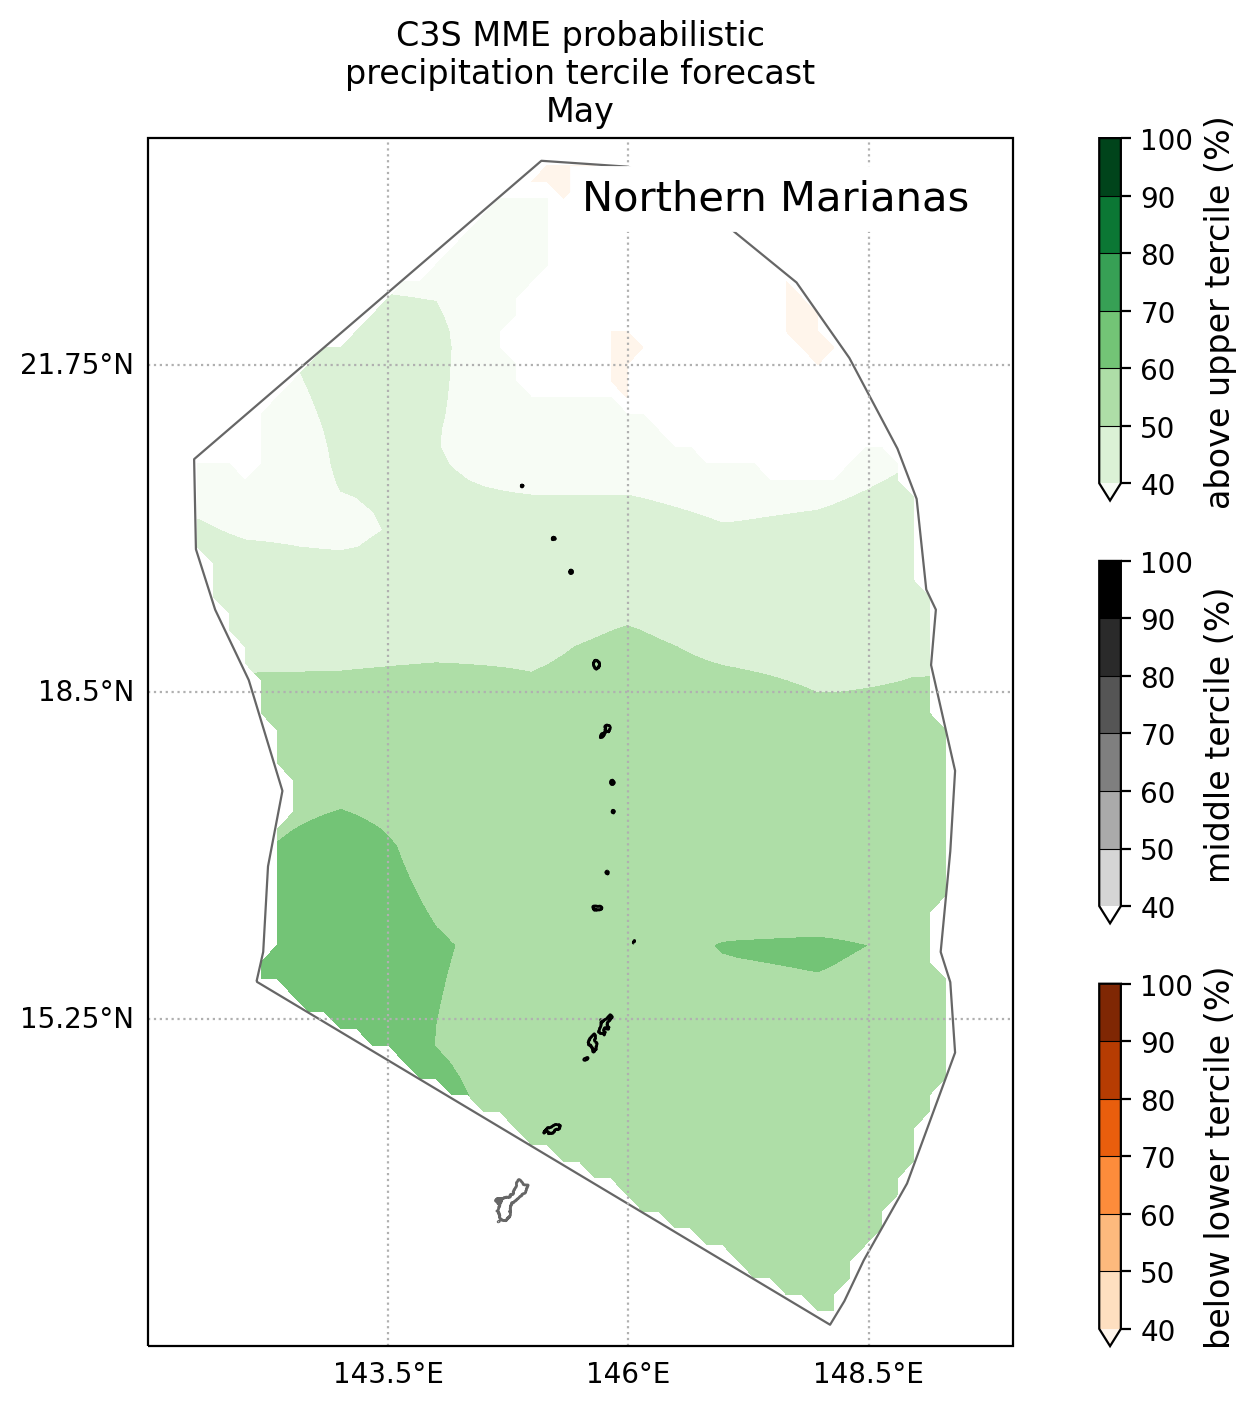 C3S MME probabilistic
precipitation tercile forecast
May
Northern Marianas
21.75°N
18.5°N
15.25°N
143.5°E
146°E
148.5°E
100
90
80
70
60
50
40
above upper tercile (%)
100
90
80
70
60
50
40
middle tercile (%)
100
90
80
70
60
50
40
below lower tercile (%)